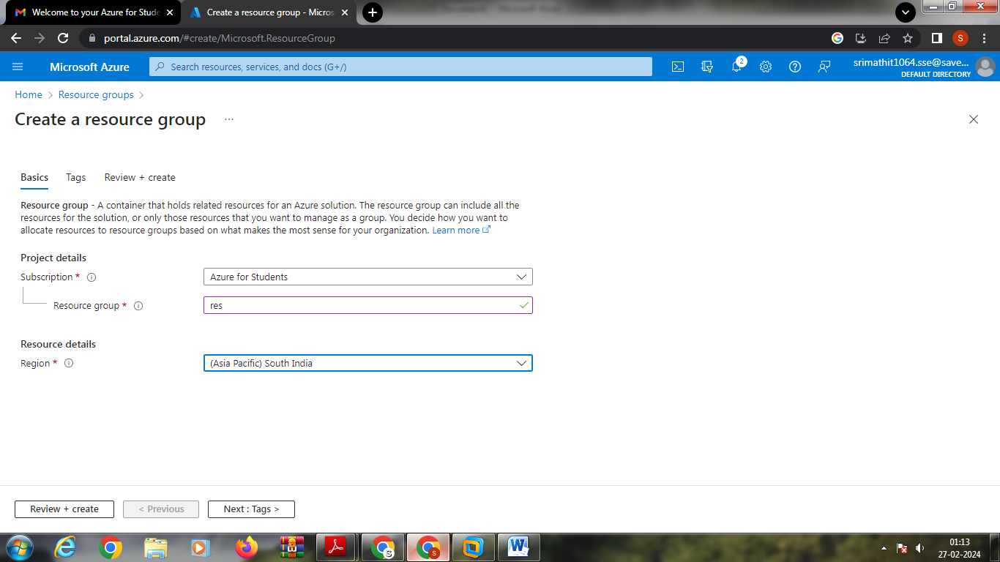 Welcome to your Azure for Stude
Create a resource group - Micros
portal.azure.com/#create/Microsoft.ResourceGroup
S
Microsoft Azure
Search resources, services, and docs (G+/)
2
srimathit1064.sse@save...
DEFAULT DIRECTORY
Home > Resource groups >
Create a resource group ...
Basics Tags Review + create
Resource group - A container that holds related resources for an Azure solution. The resource group can include all the
resources for the solution, or only those resources that you want to manage as a group. You decide how you want to
allocate resources to resource groups based on what makes the most sense for your organization. Learn more
Project details
Subscription * Azure for Students
Resource group * res
Resource details
Region * (Asia Pacific) South India
Review + create < Previous Next : Tags >
01:13
27-02-2024